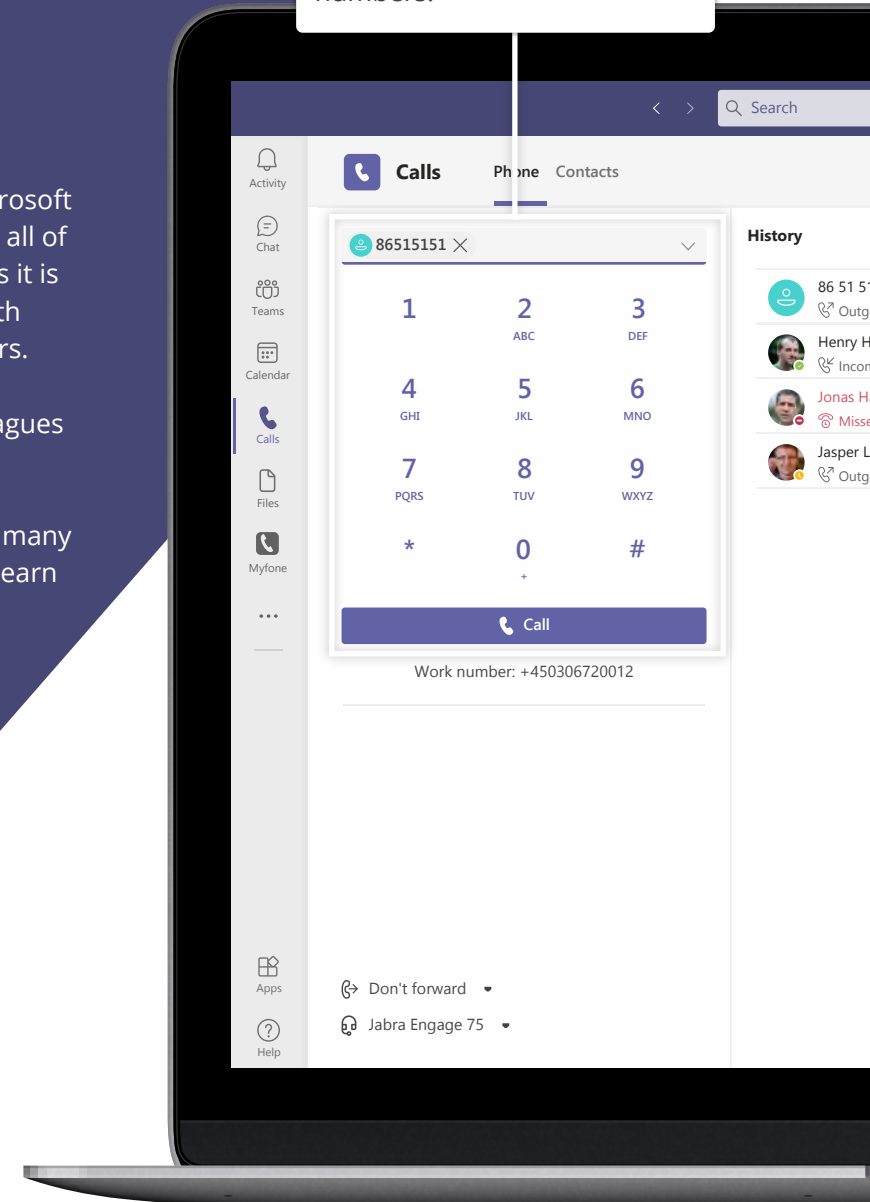 Search
Activity
Chat
Teams
Calendar
Calls
Files
Myfone
Apps
Help
Calls
Phone Contacts
86515151
1
2
ABC
3
DEF
4
GHI
5
JKL
6
MNO
7
PQRS
8
TUV
9
WXYZ
*
0
+
#
Call
Work number: +450306720012
Don't forward
Jabra Engage 75
History
86 51 51
Outg
Henry H
Incom
Jonas Ha
Misse
Jasper L
Outg
rosoft
all of
s it is
th
rs.
agues
many
earn